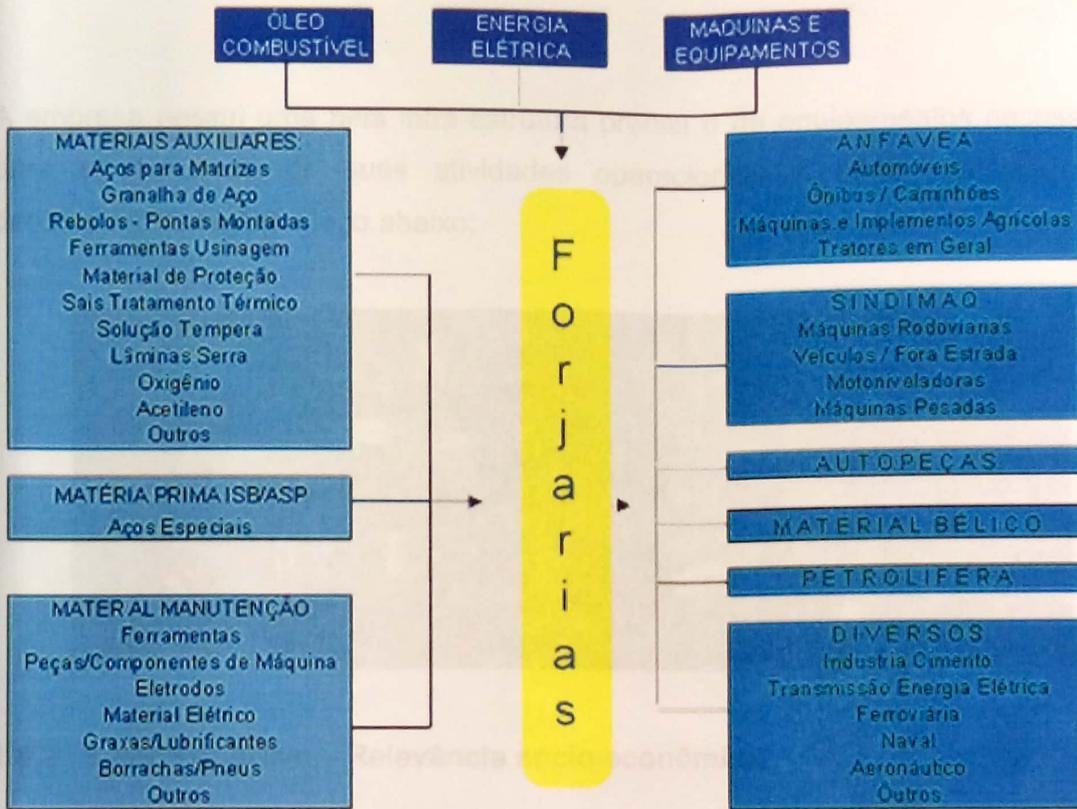 ÓLEO
COMBUSTÍVEL
ENERGIA
ELÉTRICA
MAQUINAS E
EQUIPAMENTOS
MATERIAIS AUXILIARES:
Aços para Matrizes
Granalha de Aço
Rebolos - Pontas Montadas
Ferramentas Usinagem
Material de Proteção
Sais Tratamento Térmico
Solução Tempera
Lâminas Serra
Oxigênio
Acetileno
Outros
MATÉRIA PRIMA ISB/ASP
Aços Especiais
MATERIAL MANUTENÇÃO
Ferramentas
Peças/Componentes de Máquina
Eletrodos
Material Elétrico
Graxas/Lubrificantes
Borrachas/Pneus
Outros
Forjarias
ANFAVEA
Automóveis
Ônibus / Caminhões
Máquinas e Implementos Agrícolas
Tratores em Geral
SINDIMAQ
Máquinas Rodoviarias
Veículos / Fora Estrada
Motoniveladoras
Máquinas Pesadas
AUTOPEÇAS
MATERIAL BÉLICO
PETROLIFERA
DIVERSOS
Industria Cimento
Transmissão Energia Elétrica
Ferroviária
Naval
Aeronáutico
Outros